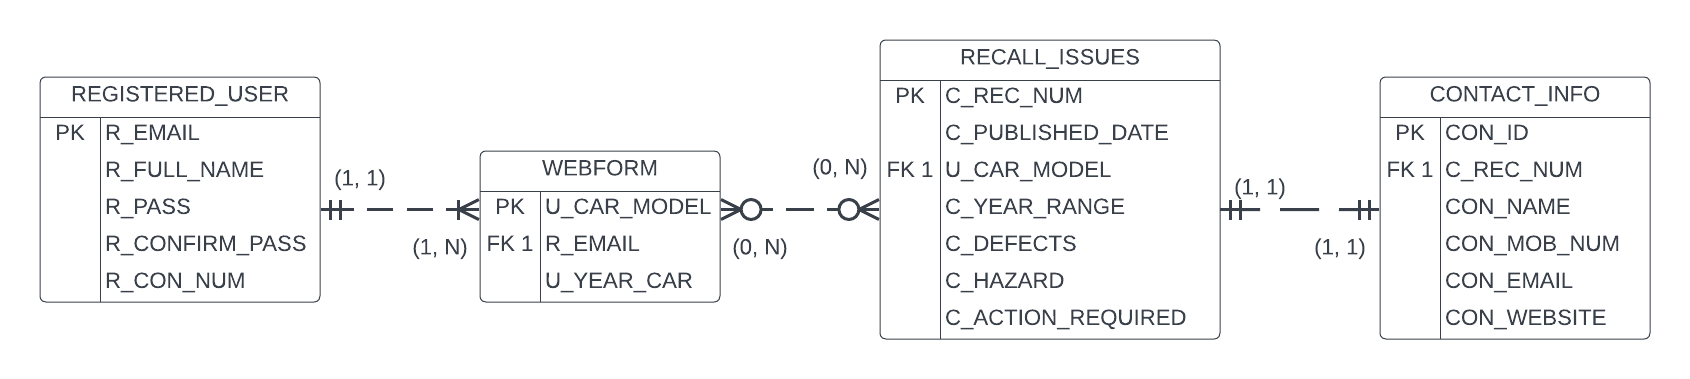 REGISTERED_USER
PK R_EMAIL
R_FULL_NAME
R_PASS
R_CONFIRM_PASS
R_CON_NUM
(1, 1)
(1, N)
WEBFORM
PK U_CAR_MODEL
FK 1 R_EMAIL
U_YEAR_CAR
(0, N)
(0, N)
RECALL_ISSUES
PK C_REC_NUM
C_PUBLISHED_DATE
FK 1 U_CAR_MODEL
C_YEAR_RANGE
C_DEFECTS
C_HAZARD
C_ACTION_REQUIRED
(1, 1)
(1, 1)
CONTACT_INFO
PK CON_ID
FK 1 C_REC_NUM
CON_NAME
CON_MOB_NUM
CON_EMAIL
CON_WEBSITE